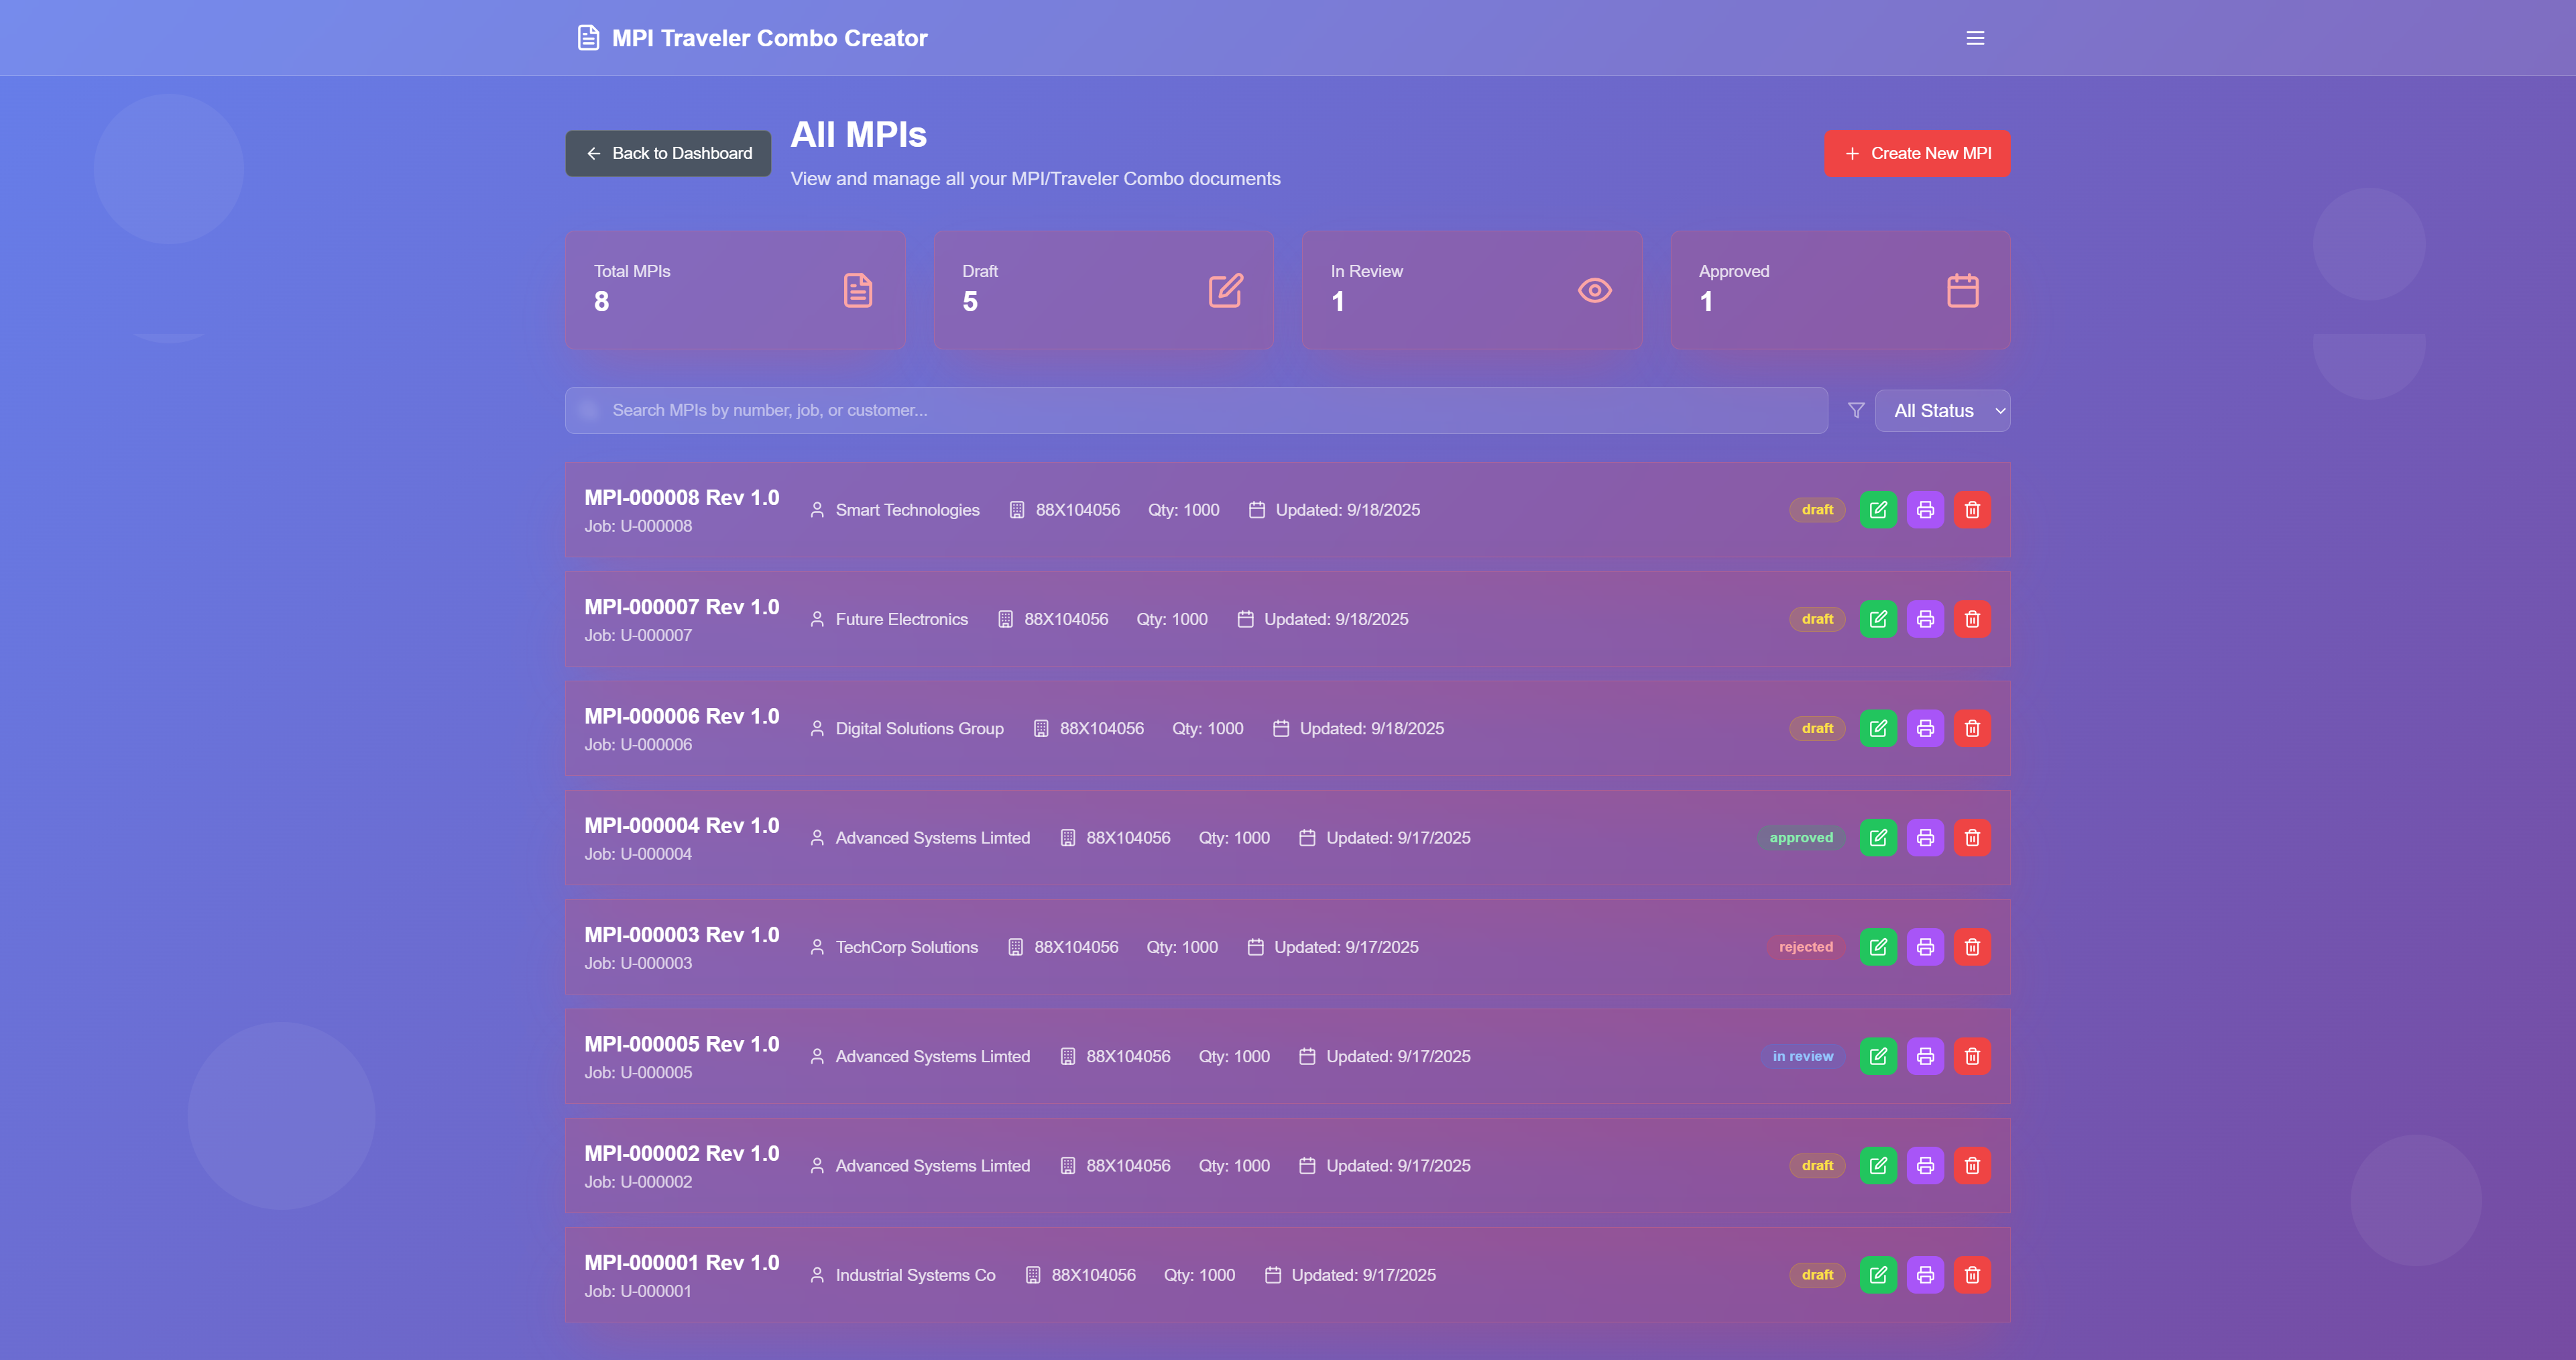 MPI Traveler Combo Creator
Back to Dashboard
All MPIs
View and manage all your MPI/Traveler Combo documents
Create New MPI
Total MPIs
8
Draft
5
In Review
1
Approved
1
Search MPIs by number, job, or customer...
All Status
MPI-000008 Rev 1.0
Job: U-000008
Smart Technologies 88X104056 Qty: 1000 Updated: 9/18/2025 draft
MPI-000007 Rev 1.0
Job: U-000007
Future Electronics 88X104056 Qty: 1000 Updated: 9/18/2025 draft
MPI-000006 Rev 1.0
Job: U-000006
Digital Solutions Group 88X104056 Qty: 1000 Updated: 9/18/2025 draft
MPI-000004 Rev 1.0
Job: U-000004
Advanced Systems Limted 88X104056 Qty: 1000 Updated: 9/17/2025 approved
MPI-000003 Rev 1.0
Job: U-000003
TechCorp Solutions 88X104056 Qty: 1000 Updated: 9/17/2025 rejected
MPI-000005 Rev 1.0
Job: U-000005
Advanced Systems Limted 88X104056 Qty: 1000 Updated: 9/17/2025 in review
MPI-000002 Rev 1.0
Job: U-000002
Advanced Systems Limted 88X104056 Qty: 1000 Updated: 9/17/2025 draft
MPI-000001 Rev 1.0
Job: U-000001
Industrial Systems Co 88X104056 Qty: 1000 Updated: 9/17/2025 draft